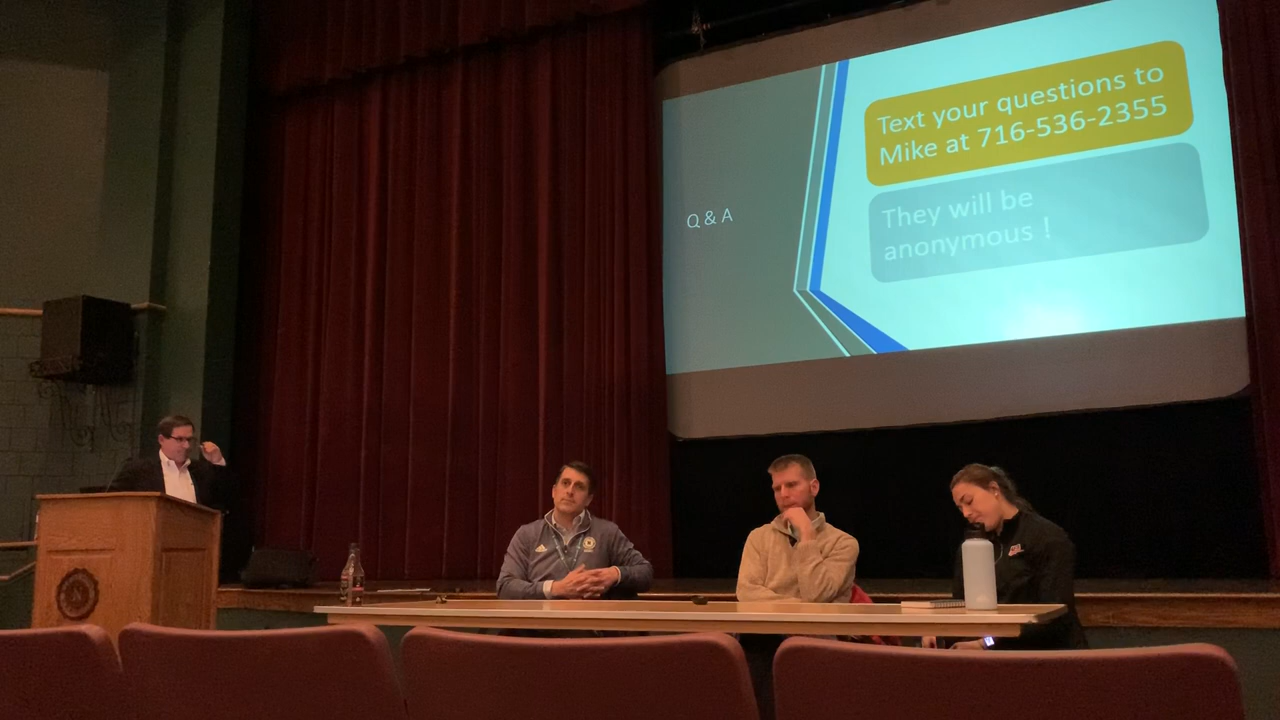 Q & A
Text your questions to
Mike at 716-536-2355
They will be
anonymous !